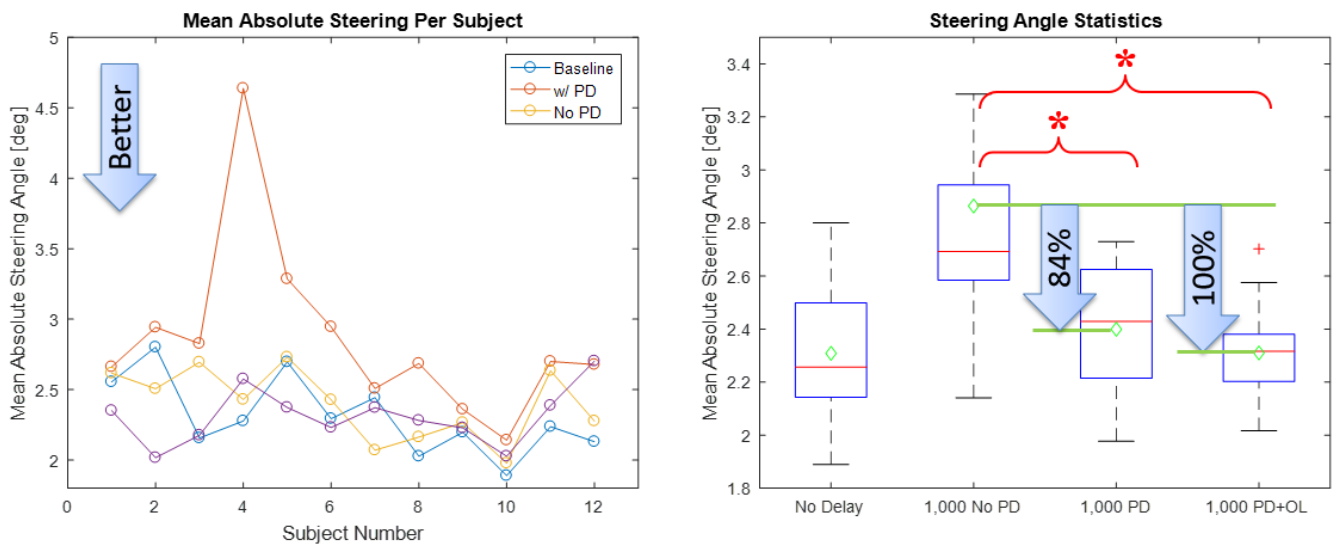 Mean Absolute Steering Per Subject
Mean Absolute Steering Angle [deg]
5
4.5
4
3.5
3
2.5
2
0
2
4
6
8
10
12
Subject Number
Better
Baseline
w/ PD
No PD
Steering Angle Statistics
Mean Absolute Steering Angle [deg]
3.4
3.2
3
2.8
2.6
2.4
2.2
2
1.8
No Delay
1,000 No PD
1,000 PD
1,000 PD+OL
*
*
84%
100%